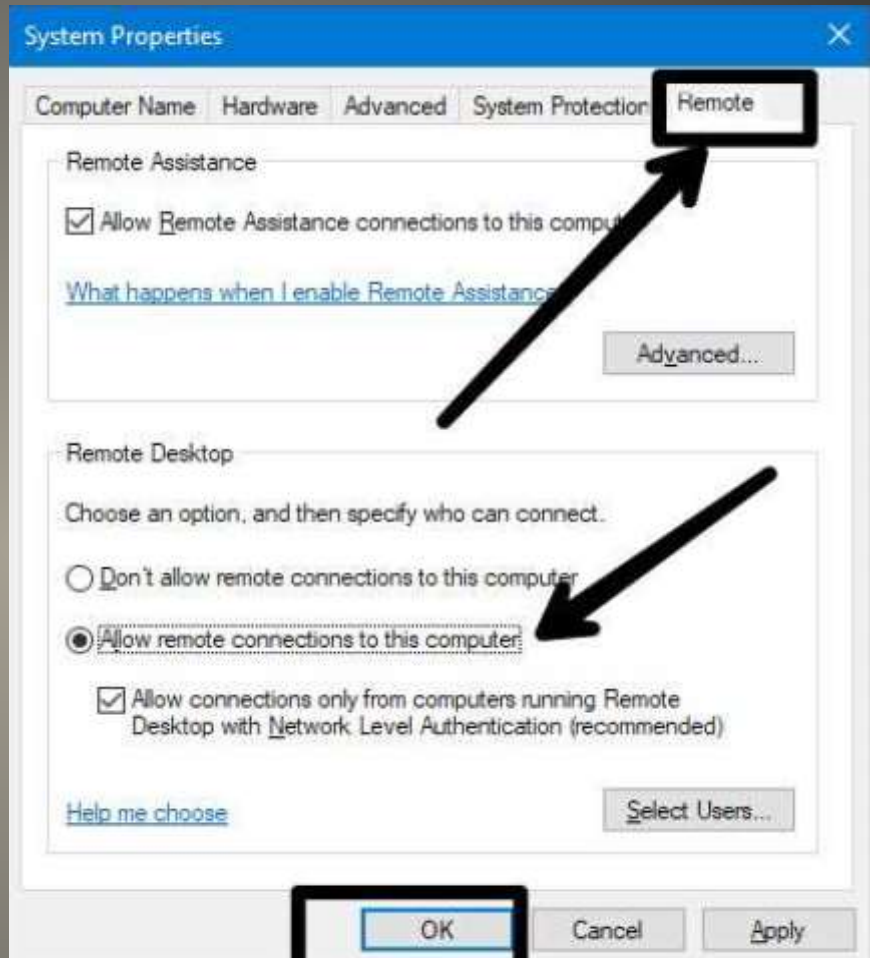 System Properties
Computer Name Hardware Advanced System Protection Remote
Remote Assistance
Allow Remote Assistance connections to this
What happens when I enable Remote Assistance
Advanced...
Remote Desktop
Choose an option, and then specify who can connect.
Don't allow remote connections to this computer
Allow remote connections to this computer
Allow connections only from computers running Remote
Desktop with Network Level Authentication (recommended)
Help me choose
Select Users...
OK Cancel Apply